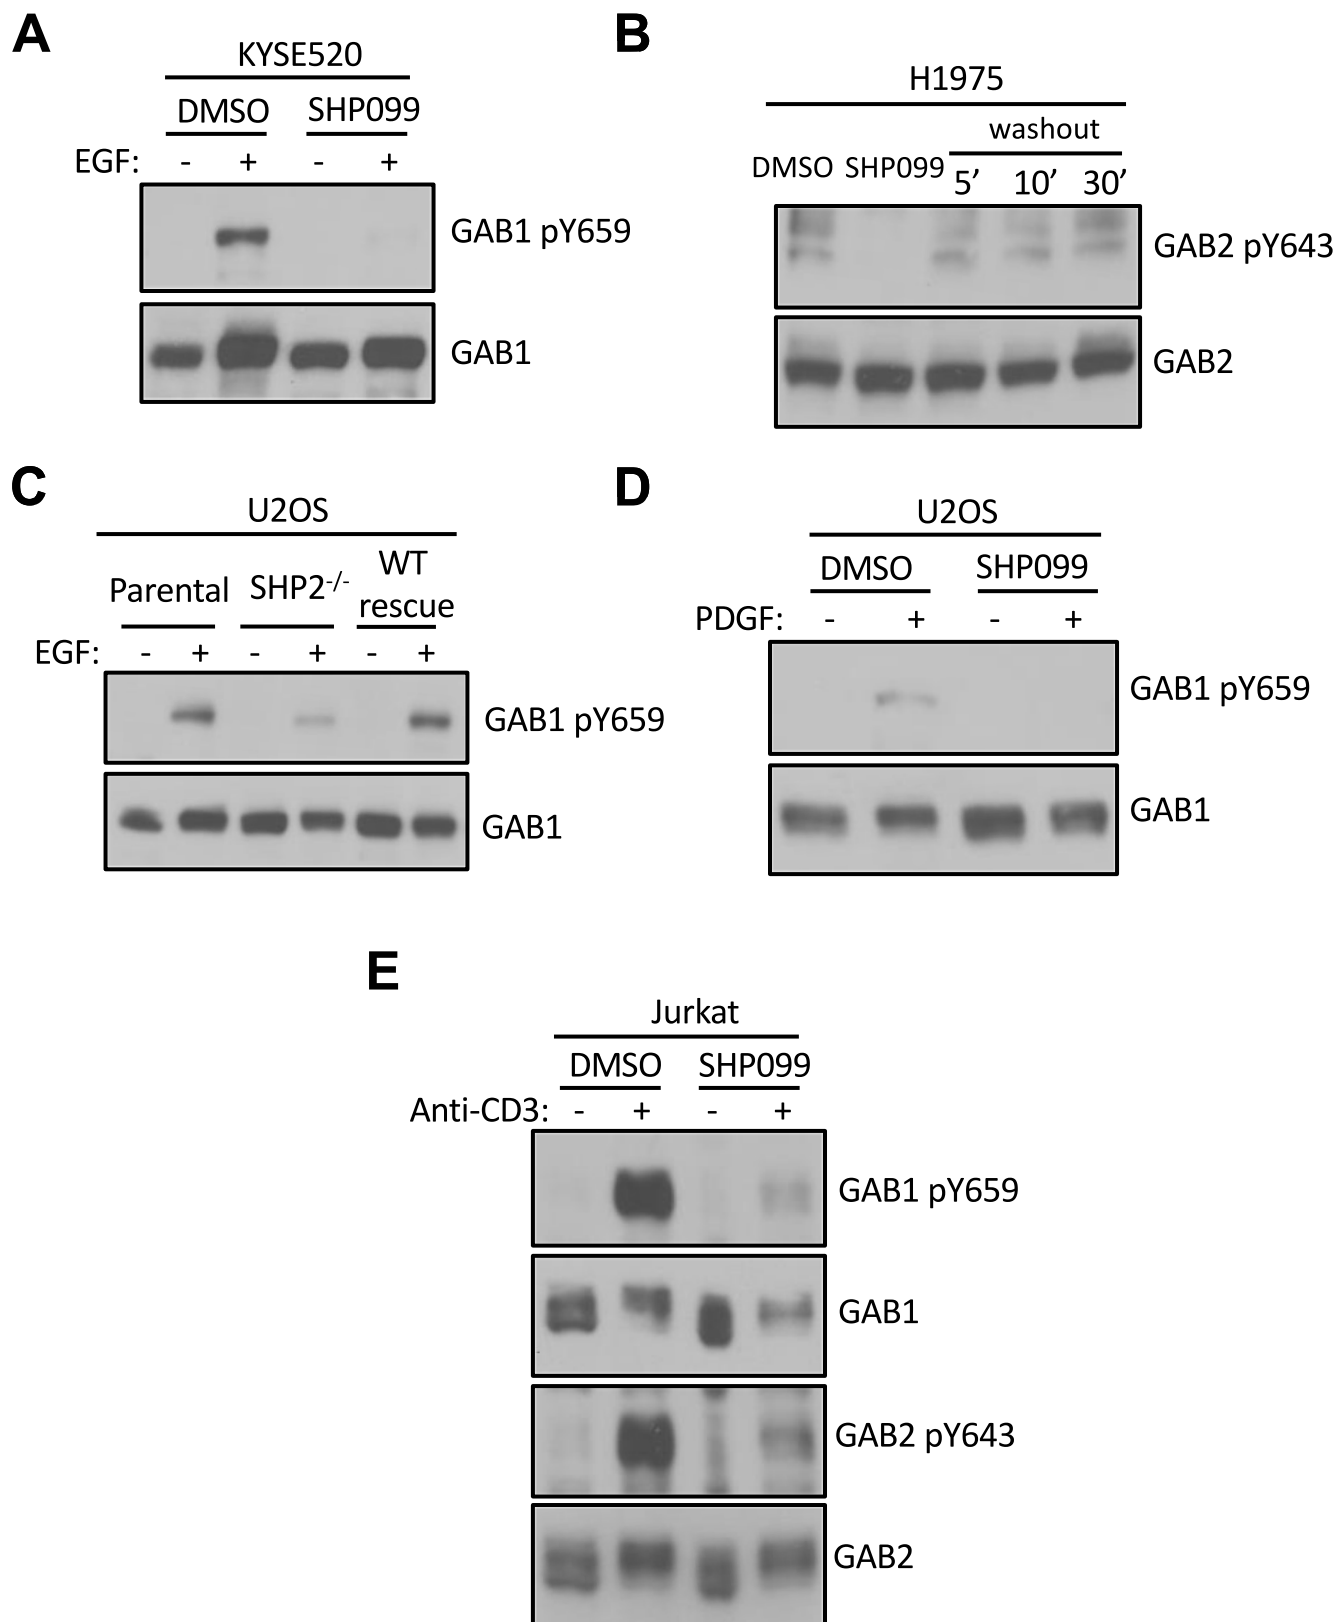 A
KYSE520
DMSO SHP099
EGF: - + - +
GAB1 pY659
GAB1
B
H1975
washout
DMSO SHP099 5’ 10’ 30’
GAB2 pY643
GAB2
C
U2OS
Parental SHP2-/- WT rescue
EGF: - + - + - +
GAB1 pY659
GAB1
D
U2OS
DMSO SHP099
PDGF: - + - +
GAB1 pY659
GAB1
E
Jurkat
DMSO SHP099
Anti-CD3: - + - +
GAB1 pY659
GAB1
GAB2 pY643
GAB2